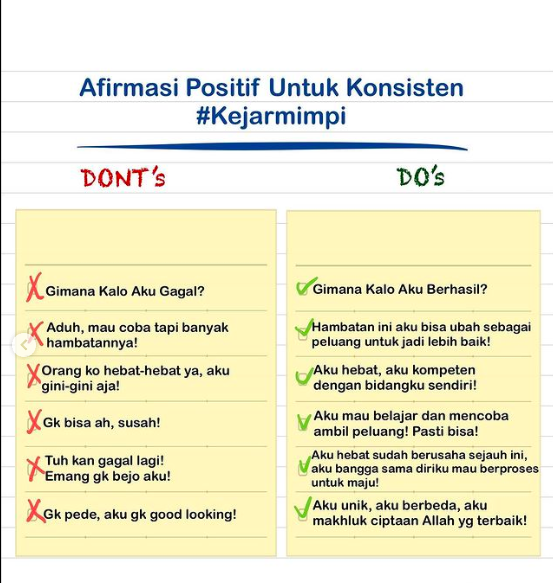 Afirmasi Positif Untuk Konsisten
#Kejarmimpi
DONT's
DO's
Gimana Kalo Aku Gagal?
Aduh, mau coba tapi banyak
hambatannya!
Orang ko hebat-hebat ya, aku
gini-gini aja!
Gk bisa ah, susah!
Tuh kan gagal lagi!
Emang gk bejo aku!
Gk pede, aku gk good looking!
Gimana Kalo Aku Berhasil?
Hambatan ini aku bisa ubah sebagai
peluang untuk jadi lebih baik!
Aku hebat, aku kompeten
dengan bidangku sendiri!
Aku mau belajar dan mencoba
ambil peluang! Pasti bisa!
Aku hebat sudah berusaha sejauh ini,
aku bangga sama diriku mau berproses
untuk maju!
Aku unik, aku berbeda, aku
makhluk ciptaan Allah yg terbaik!